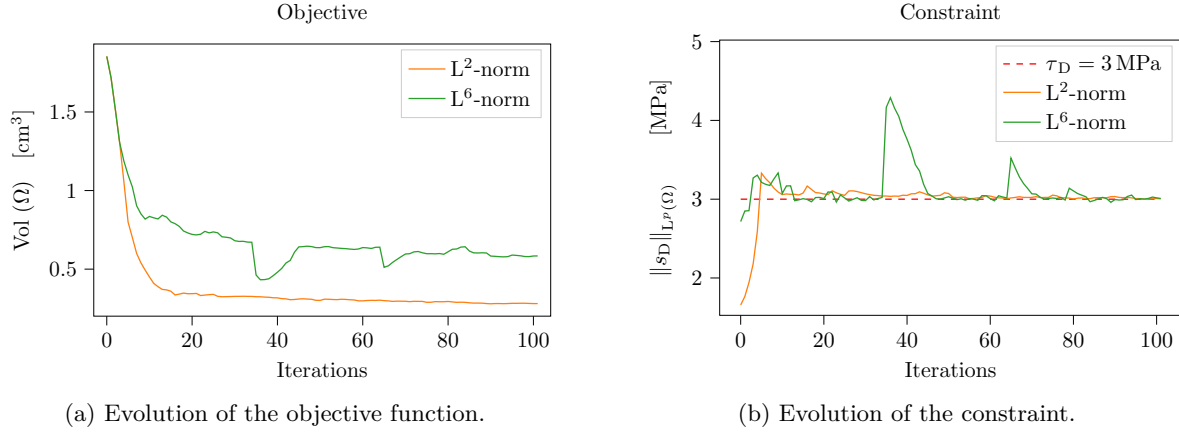 Objective
Vol (Ω) [cm³]
1.5
1
0.5
L²-norm
L⁶-norm
0 20 40 60 80 100
Iterations
(a) Evolution of the objective function.
Constraint
‖s_D‖_{L^p(Ω)} [MPa]
5
4
3
2
τ_D = 3 MPa
L²-norm
L⁶-norm
0 20 40 60 80 100
Iterations
(b) Evolution of the constraint.